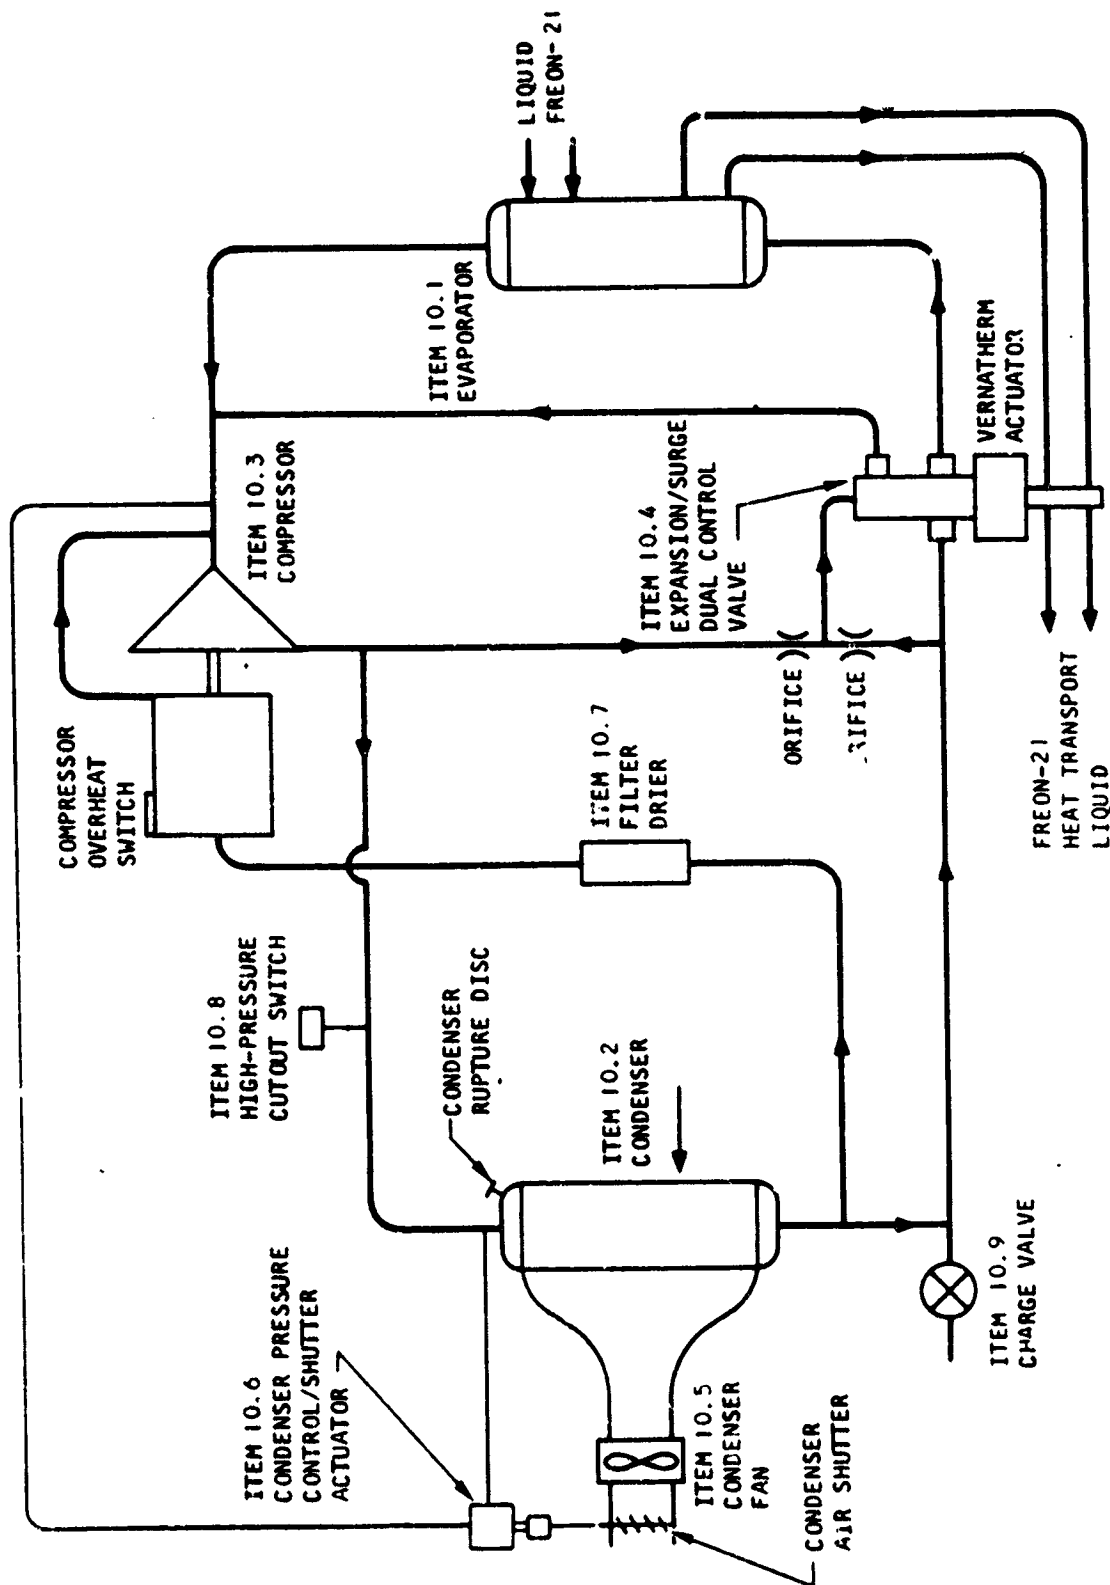 COMPRESSOR
OVERHEAT
SWITCH
ITEM 10.8
HIGH-PRESSURE
CUTOUT SWITCH
ITEM 10.6
CONDENSER PRESSURE
CONTROL/SHUTTER
ACTUATOR
ITEM 10.3
COMPRESSOR
ITEM 10.1
EVAPORATOR
CONDENSER
RUPTURE DISC
LIQUID
FREON-21
ITEM 10.2
CONDENSER
ITEM 10.7
FILTER
DRIER
ITEM 10.4
EXPANSION/SURGE
DUAL CONTROL
VALVE
ITEM 10.5
CONDENSER
FAN
ORIFICE
CONDENSER
AIR SHUTTER
VERNATHERM
ACTUATOR
ITEM 10.9
CHARGE VALVE
FREON-21
HEAT TRANSPORT
LIQUID